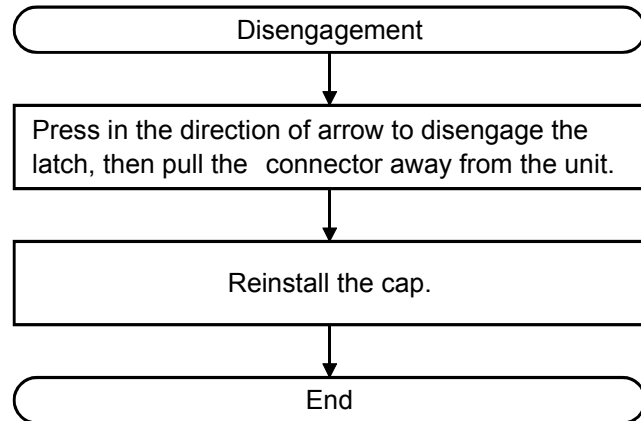 Disengagement
Press in the direction of arrow to disengage the
latch, then pull the connector away from the unit.
Reinstall the cap.
End